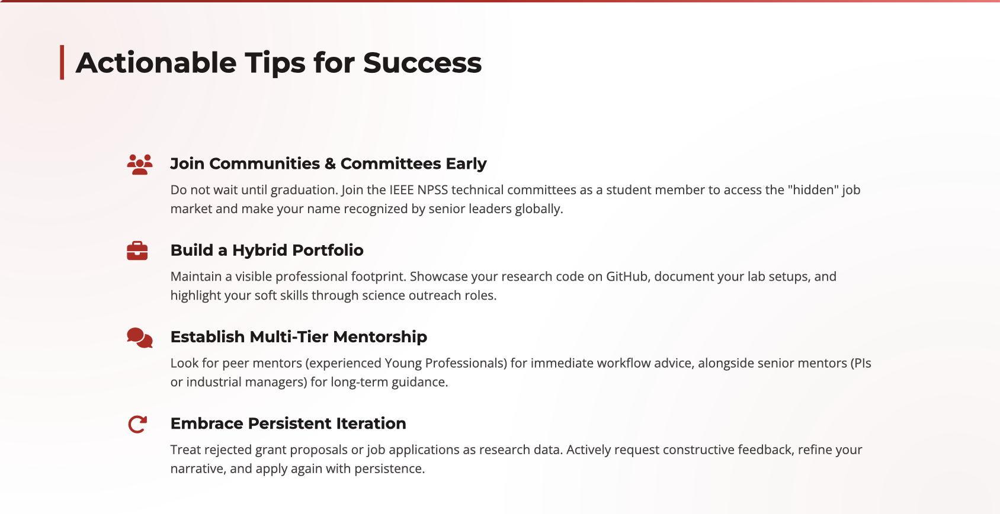 Actionable Tips for Success
Join Communities & Committees Early
Do not wait until graduation. Join the IEEE NPSS technical committees as a student member to access the "hidden" job
market and make your name recognized by senior leaders globally.
Build a Hybrid Portfolio
Maintain a visible professional footprint. Showcase your research code on GitHub, document your lab setups, and
highlight your soft skills through science outreach roles.
Establish Multi-Tier Mentorship
Look for peer mentors (experienced Young Professionals) for immediate workflow advice, alongside senior mentors (PIs
or industrial managers) for long-term guidance.
Embrace Persistent Iteration
Treat rejected grant proposals or job applications as research data. Actively request constructive feedback, refine your
narrative, and apply again with persistence.